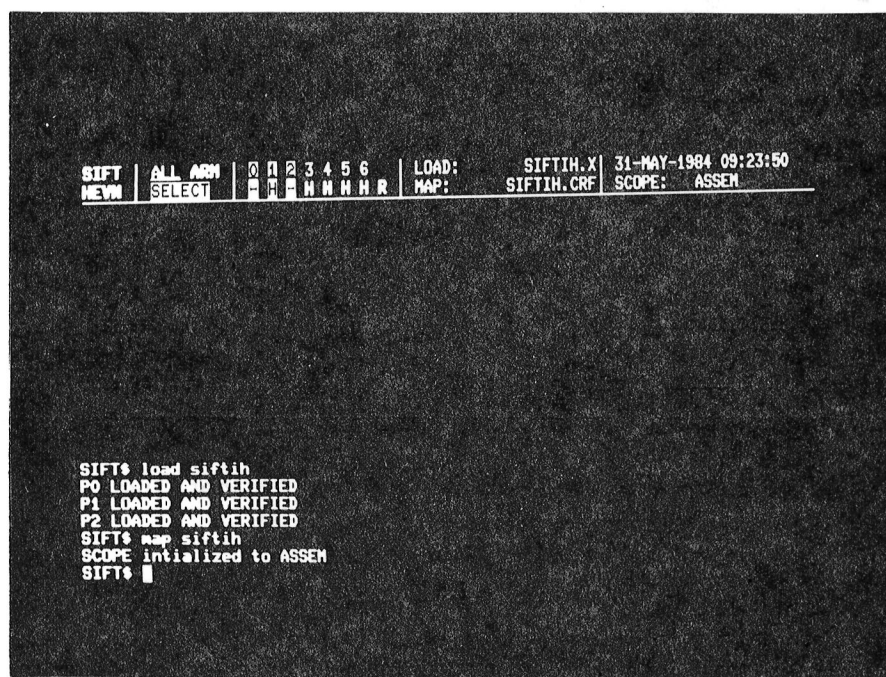 SIFT ALL ARM 0 1 2 3 4 5 6 LOAD: SIFTIH.X 31-MAY-1984 09:23:50
NEVM SELECT - H - H H H H R MAP: SIFTIH.CRF SCOPE: ASSEM
SIFT$ load siftih
P0 LOADED AND VERIFIED
P1 LOADED AND VERIFIED
P2 LOADED AND VERIFIED
SIFT$ map siftih
SCOPE intialized to ASSEM
SIFT$